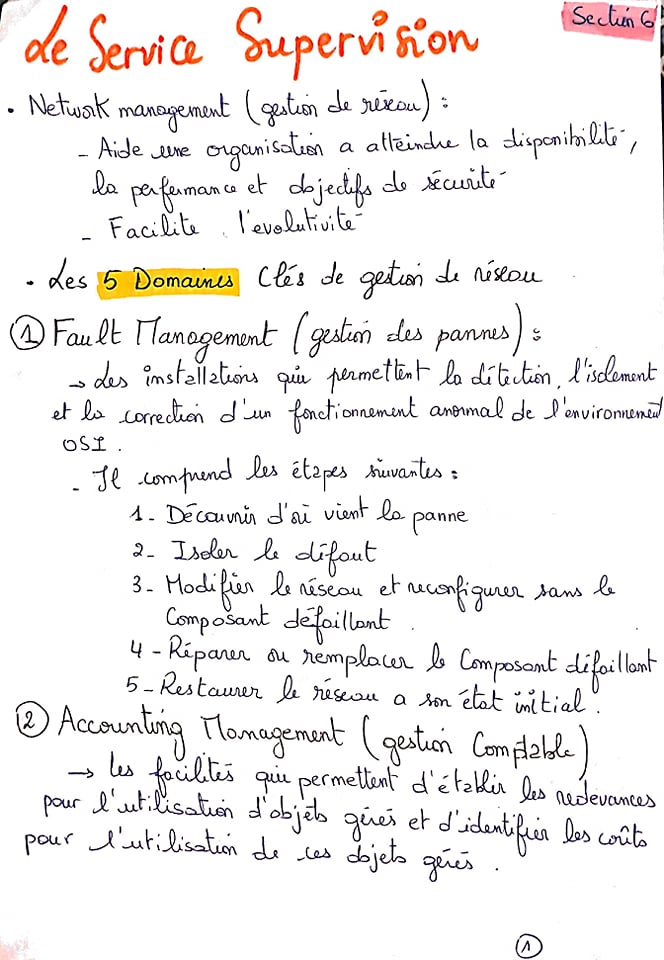 Section 6
Le Service Supervision
• Network management (gestion de réseau) :
- Aide une organisation a atteindre la disponibilité,
la performance et objectifs de sécurité
- Facilite l'evolutivité
• Les 5 Domaines Clés de gestion de réseau
① Fault Management (gestion des pannes) :
→ des installations qui permettent la détection, l'isolement
et la correction d'un fonctionnement anormal de l'environnement
OSI.
- Il comprend les étapes suivantes :
1 - Découvrir d'où vient la panne
2 - Isoler le défaut
3 - Modifier le réseau et reconfigurer sans le
Composant défaillant.
4 - Réparer ou remplacer le Composant défaillant
5 - Restaurer le réseau a son état initial.
② Accounting Management (gestion Comptable)
→ les facilités qui permettent d'établir les redevances
pour l'utilisation d'objéts gérés et d'identifier les coûts
pour l'utilisation de ces objets gérés.
①